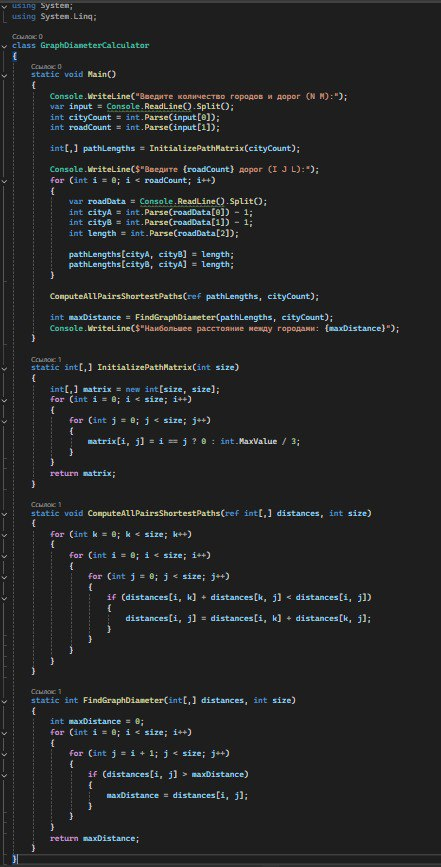 using System;
using System.Linq;
Ссылок: 0
class GraphDiameterCalculator
{
Ссылок: 0
static void Main()
{
Console.WriteLine("Введите количество городов и дорог (N M):");
var input = Console.ReadLine().Split();
int cityCount = int.Parse(input[0]);
int roadCount = int.Parse(input[1]);
int[,] pathLengths = InitializePathMatrix(cityCount);
Console.WriteLine($"Введите {roadCount} дорог (I J L):");
for (int i = 0; i < roadCount; i++)
{
var roadData = Console.ReadLine().Split();
int cityA = int.Parse(roadData[0]) - 1;
int cityB = int.Parse(roadData[1]) - 1;
int length = int.Parse(roadData[2]);
pathLengths[cityA, cityB] = length;
pathLengths[cityB, cityA] = length;
}
ComputeAllPairsShortestPaths(ref pathLengths, cityCount);
int maxDistance = FindGraphDiameter(pathLengths, cityCount);
Console.WriteLine($"Наибольшее расстояние между городами: {maxDistance}");
}
Ссылок: 1
static int[,] InitializePathMatrix(int size)
{
int[,] matrix = new int[size, size];
for (int i = 0; i < size; i++)
{
for (int j = 0; j < size; j++)
{
matrix[i, j] = i == j ? 0 : int.MaxValue / 3;
}
}
return matrix;
}
Ссылок: 1
static void ComputeAllPairsShortestPaths(ref int[,] distances, int size)
{
for (int k = 0; k < size; k++)
{
for (int i = 0; i < size; i++)
{
for (int j = 0; j < size; j++)
{
if (distances[i, k] + distances[k, j] < distances[i, j])
{
distances[i, j] = distances[i, k] + distances[k, j];
}
}
}
}
}
Ссылок: 1
static int FindGraphDiameter(int[,] distances, int size)
{
int maxDistance = 0;
for (int i = 0; i < size; i++)
{
for (int j = i + 1; j < size; j++)
{
if (distances[i, j] > maxDistance)
{
maxDistance = distances[i, j];
}
}
}
return maxDistance;
}
}